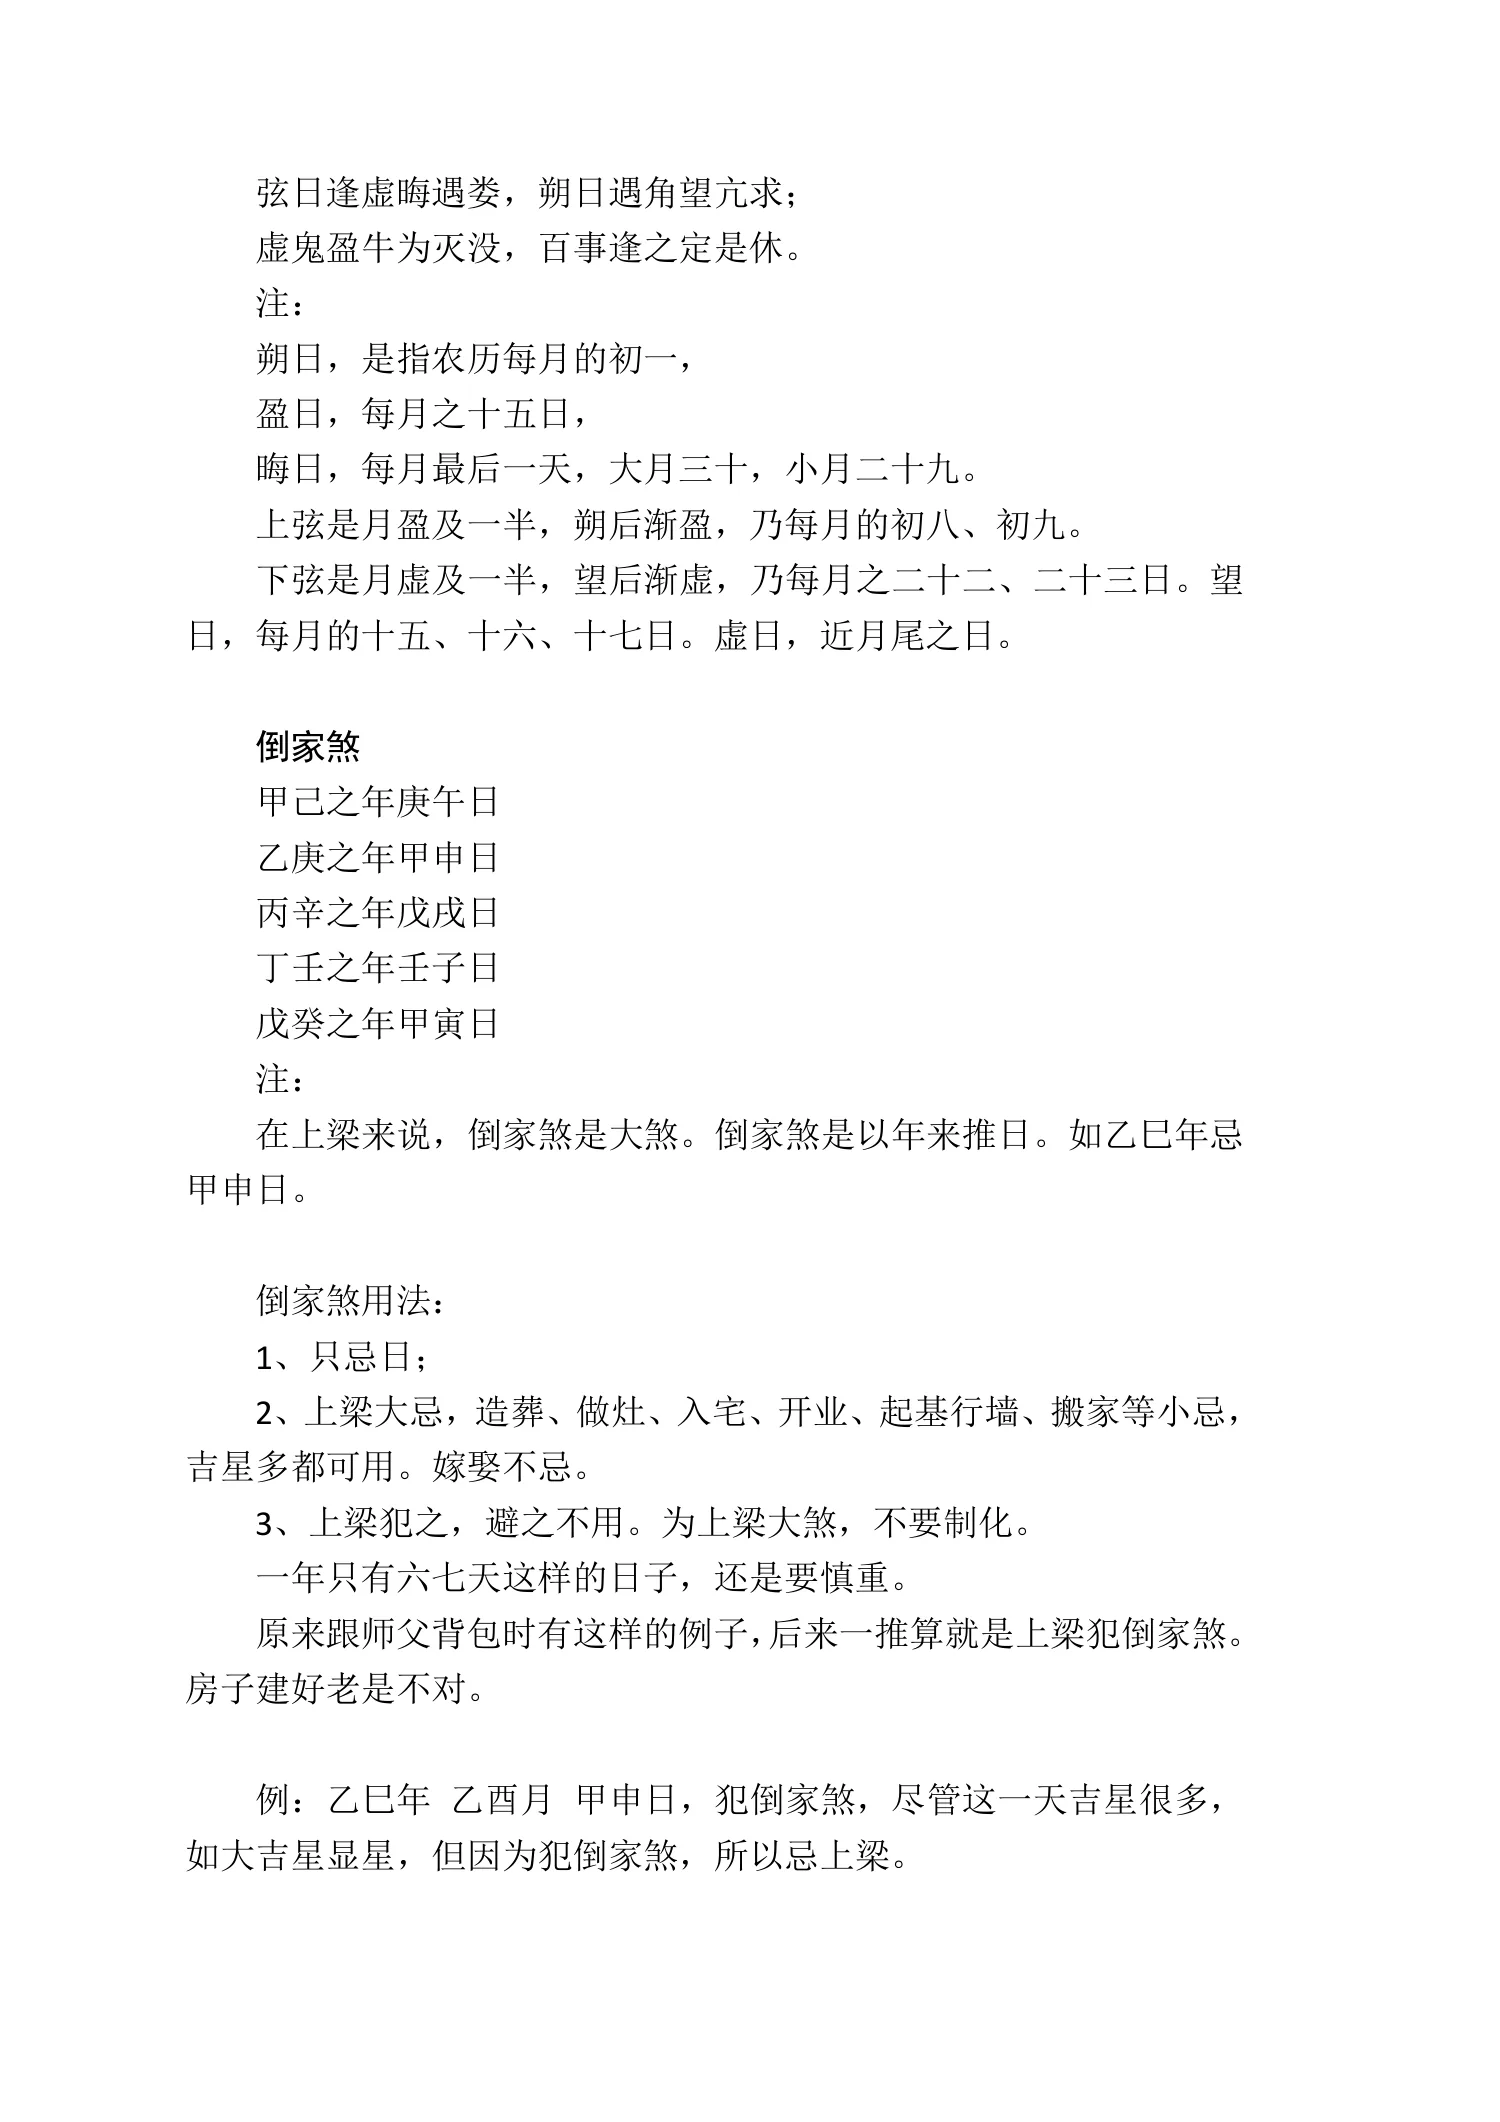 弦日逢虚晦遇娄，朔日遇角望亢求；
虚鬼盈牛为灭没，百事逢之定是休。
注：
朔日，是指农历每月的初一，
盈日，每月之十五日，
晦日，每月最后一天，大月三十，小月二十九。
上弦是月盈及一半，朔后渐盈，乃每月的初八、初九。
下弦是月虚及一半，望后渐虚，乃每月之二十二、二十三日。望
日，每月的十五、十六、十七日。虚日，近月尾之日。
倒家煞
甲己之年庚午日
乙庚之年甲申日
丙辛之年戊戌日
丁壬之年壬子日
戊癸之年甲寅日
注：
在上梁来说，倒家煞是大煞。倒家煞是以年来推日。如乙巳年忌
甲申日。
倒家煞用法：
1、只忌日；
2、上梁大忌，造葬、做灶、入宅、开业、起基行墙、搬家等小忌，
吉星多都可用。嫁娶不忌。
3、上梁犯之，避之不用。为上梁大煞，不要制化。
一年只有六七天这样的日子，还是要慎重。
原来跟师父背包时有这样的例子，后来一推算就是上梁犯倒家煞。
房子建好老是不对。
例：乙巳年 乙酉月 甲申日，犯倒家煞，尽管这一天吉星很多，
如大吉星显星，但因为犯倒家煞，所以忌上梁。